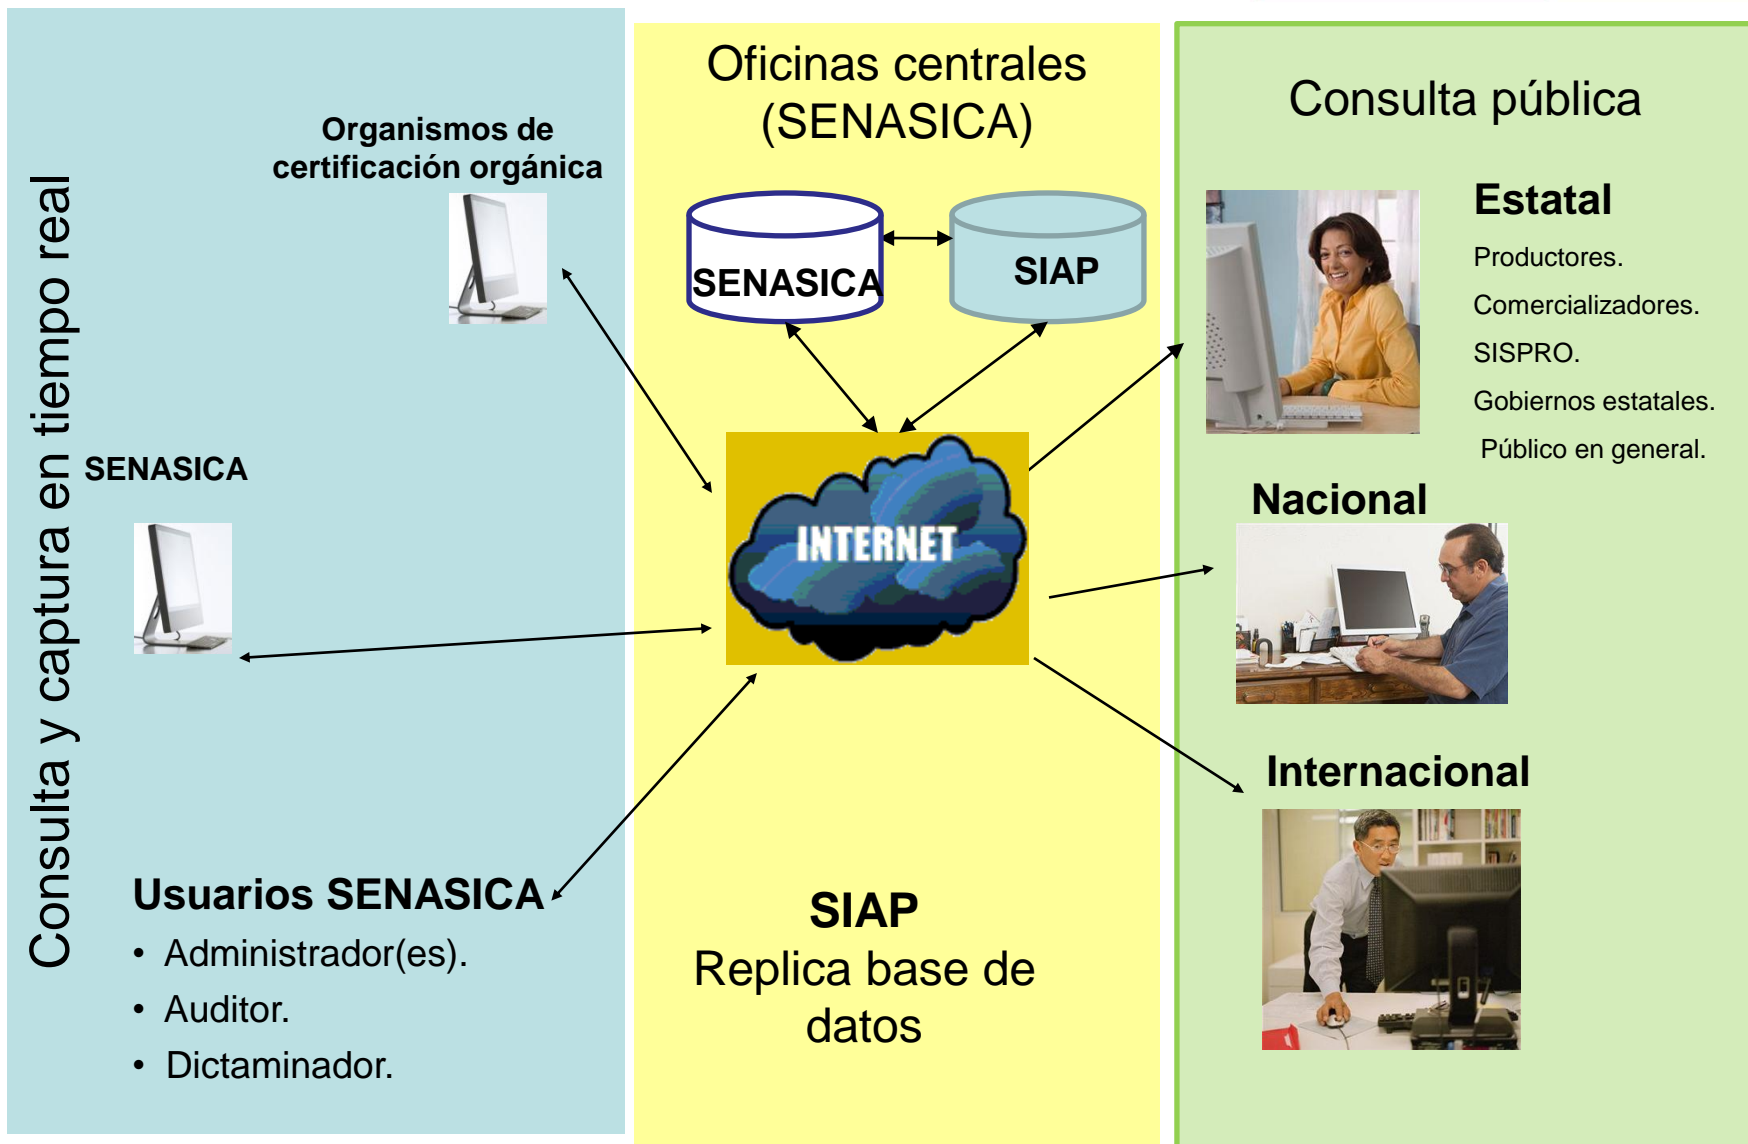 Consulta y captura en tiempo real
Organismos de
certificación orgánica
SENASICA
Usuarios SENASICA
• Administrador(es).
• Auditor.
• Dictaminador.
Oficinas centrales
(SENASICA)
SENASICA
SIAP
INTERNET
SIAP
Replica base de
datos
Consulta pública
Estatal
Productores.
Comercializadores.
SISPRO.
Gobiernos estatales.
Público en general.
Nacional
Internacional